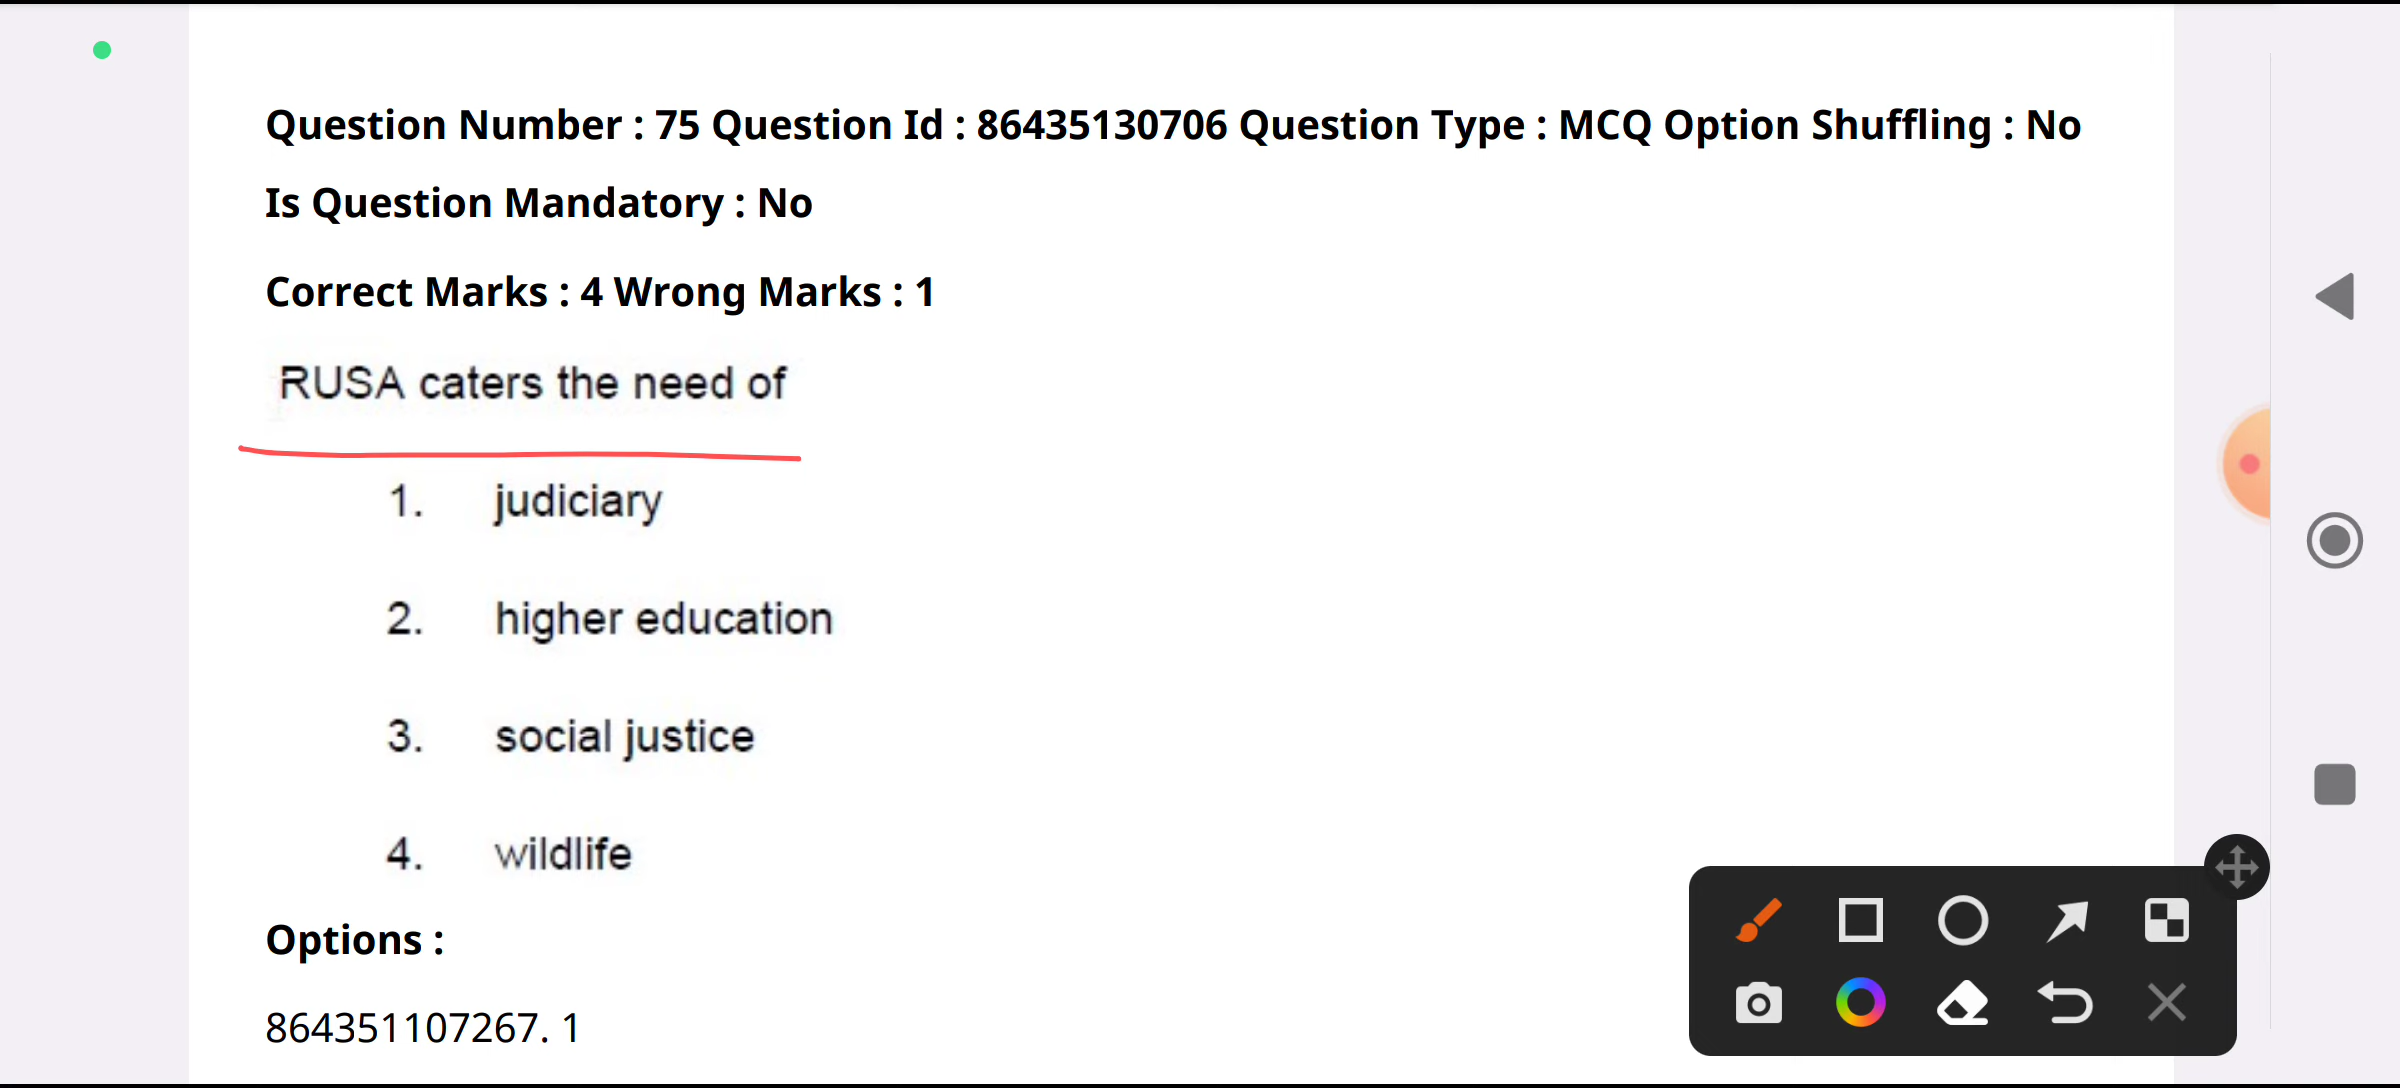 Question Number : 75 Question Id : 86435130706 Question Type : MCQ Option Shuffling : No
Is Question Mandatory : No
Correct Marks : 4 Wrong Marks : 1
RUSA caters the need of
1. judiciary
2. higher education
3. social justice
4. wildlife
Options :
864351107267. 1